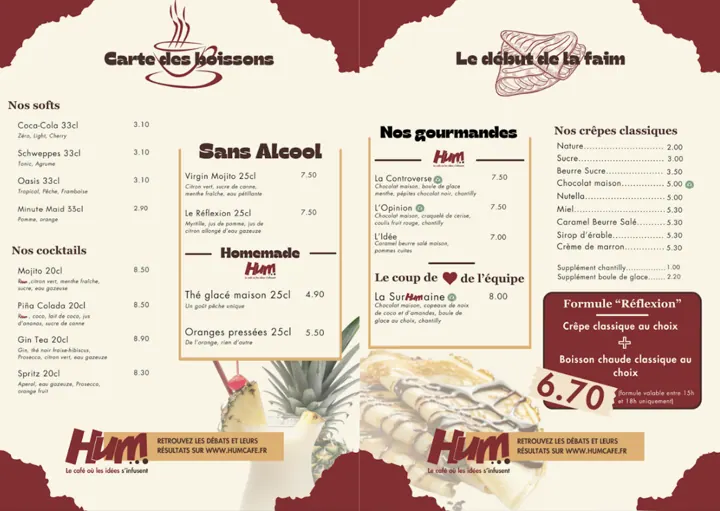 Carte des boissons
Nos softs
Coca-Cola 33cl 3.10
Zéro, Light, Cherry
Schweppes 33cl 3.10
Tonic, Agrume
Oasis 33cl 3.10
Tropical, Pêche, Framboise
Minute Maid 33cl 2.90
Pomme, orange
Nos cocktails
Mojito 20cl 8.50
Rhum, citron vert, menthe fraîche,
sucre, eau gazeuse
Piña Colada 20cl 8.50
, coco, lait de coco, jus
d'ananas, sucre de canne
Gin Tea 20cl 8.90
Gin, thé noir fraise-hibiscus,
Prosecco, citron vert, eau gazeuse
Spritz 20cl 8.30
Aperol, eau gazeuse, Prosecco,
orange fruit
Sans Alcool
Virgin Mojito 25cl 7.50
Citron vert, sucre de canne,
menthe fraîche, eau pétillante
Le Réflexion 25cl 7.50
Myrtille, jus de pomme, jus de
citron allongé d'eau gazeuse
Homemade
Hum
Thé glacé maison 25cl 4.90
Un goût pêche unique
Oranges pressées 25cl 5.50
De l'orange, rien d'autre
Hum...
Le café où les idées s'infusent
RETROUVEZ LES DÉBATS ET LEURS
RÉSULTATS SUR WWW.HUMCAFE.FR
Le début de la faim
Nos gourmandes
Hum
La Controverse 7.50
Chocolat maison, boule de glace
menthe, pépites chocolat noir, chantilly
L'Opinion 7.50
Chocolat maison, craquelé de cerise,
coulis fruit rouge, chantilly
L'Idée 7.00
Caramel beurre salé maison,
pommes cuites
Le coup de de l'équipe
La SurHumaine 8.00
Chocolat maison, copeaux de noix
de coco et d'amandes, boule de
glace au choix, chantilly
Nos crêpes classiques
Nature 2.00
Sucre 3.00
Beurre Sucre 3.50
Chocolat maison 5.00
Nutella 5.00
Miel 5.30
Caramel Beurre Salé 5.30
Sirop d'érable 5.30
Crème de marron 5.30
Supplément chantilly 1.00
Supplément boule de glace 2.20
Formule "Réflexion"
Crêpe classique au choix
+
Boisson chaude classique au
choix
6.70
(formule valable entre 15h
et 18h uniquement)
Hum...
Le café où les idées s'infusent
RETROUVEZ LES DÉBATS ET LEURS
RÉSULTATS SUR WWW.HUMCAFE.FR